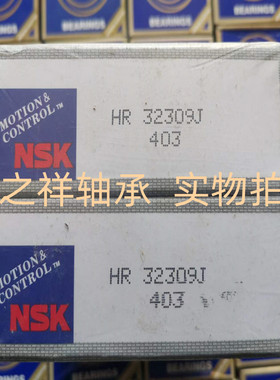 BEARINGS
MOTION &
CONTROL™
NSK
HR 32309J
403
之祥轴承 实物拍
MOTION &
CONTROL™
NSK
HR 32309J
403